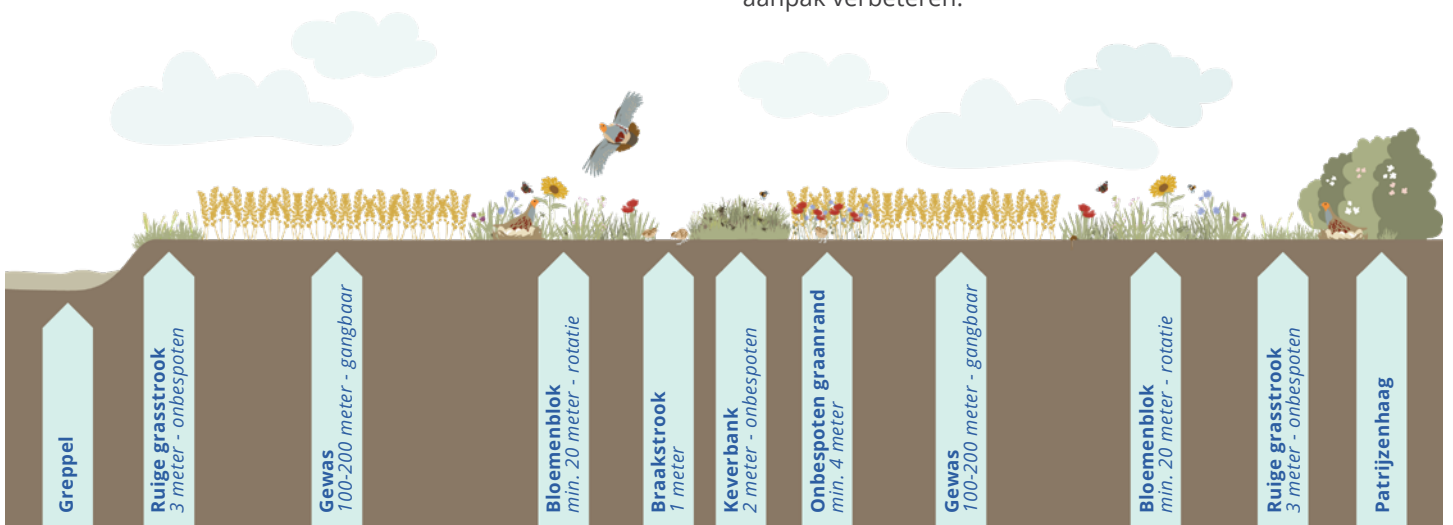 aanpak verbeteren.
Greppel
Ruige grasstrook
3 meter - onbespoten
Gewas
100-200 meter - gangbaar
Bloemenblok
min. 20 meter - rotatie
Braakstrook
1 meter
Keverbank
2 meter - onbespoten
Onbespoten graanrand
min. 4 meter
Gewas
100-200 meter - gangbaar
Bloemenblok
min. 20 meter - rotatie
Ruige grasstrook
3 meter - onbespoten
Patrijzenhaag